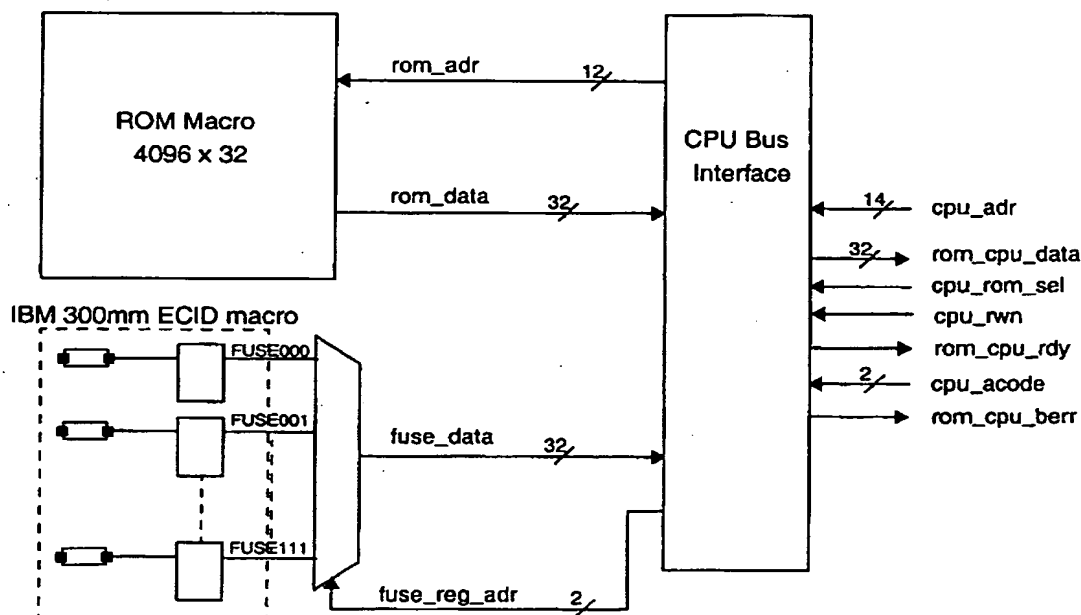 ROM Macro
4096 x 32
rom_adr
12
rom_data
32
CPU Bus
Interface
14
cpu_adr
32
rom_cpu_data
cpu_rom_sel
cpu_rwn
rom_cpu_rdy
2
cpu_acode
rom_cpu_berr
IBM 300mm ECID macro
FUSE000
FUSE001
FUSE111
fuse_data
32
fuse_reg_adr
2